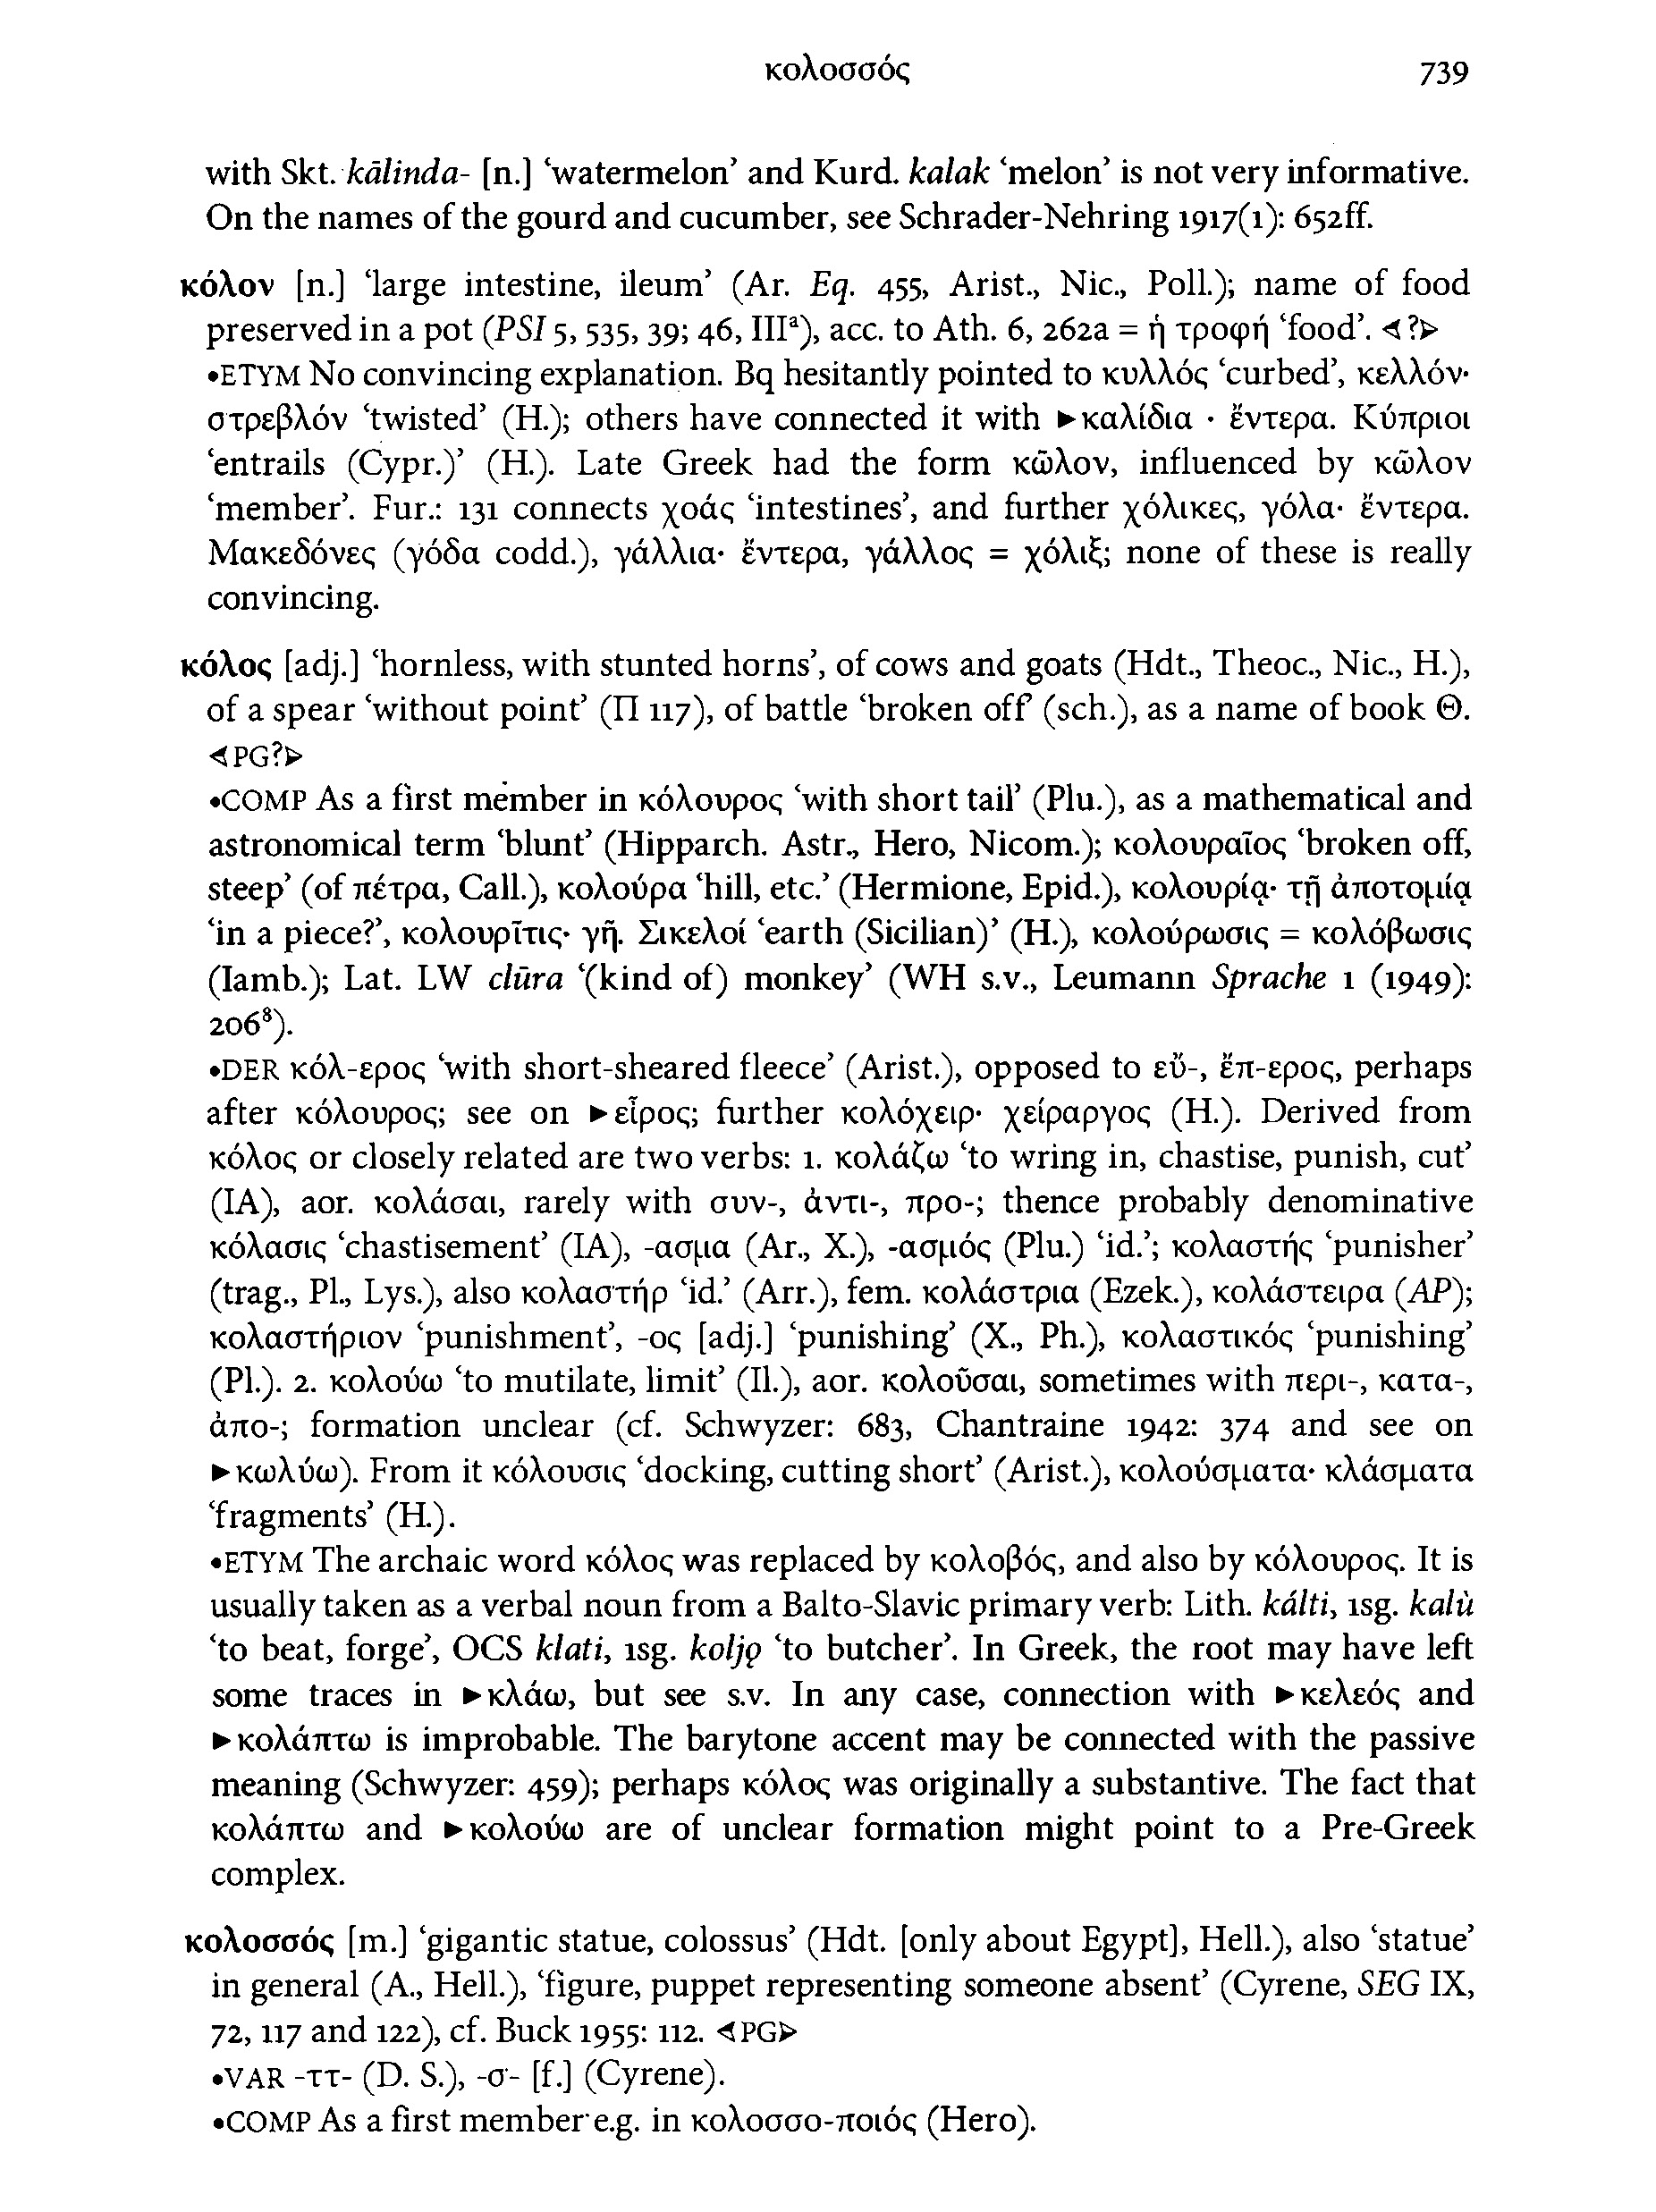 κολοσσός 739
with Skt. kālinda- [n.] ‘watermelon’ and Kurd. kalak ‘melon’ is not very informative.
On the names of the gourd and cucumber, see Schrader-Nehring 1917(1): 652ff.
κόλον [n.] ‘large intestine, ileum’ (Ar. Eq. 455, Arist., Nic., Poll.); name of food
preserved in a pot (PSI 5, 535, 39; 46, IIIª), acc. to Ath. 6, 262a = ἡ τροφή ‘food’. ⊲?⊳
•ETYM No convincing explanation. Bq hesitantly pointed to κυλλός ‘curbed’, κελλόν·
στρεβλόν ‘twisted’ (H.); others have connected it with ►καλίδια · ἔντερα. Κύπριοι
‘entrails (Cypr.)’ (H.). Late Greek had the form κῶλον, influenced by κῶλον
‘member’. Fur.: 131 connects χοάς ‘intestines’, and further χόλικες, γόλα· ἔντερα.
Μακεδόνες (γόδα codd.), γάλλια· ἔντερα, γάλλος = χόλιξ; none of these is really
convincing.
κόλος [adj.] ‘hornless, with stunted horns’, of cows and goats (Hdt., Theoc., Nic., H.),
of a spear ‘without point’ (Π 117), of battle ‘broken off’ (sch.), as a name of book Θ.
⊲PG?⊳
•COMP As a first member in κόλουρος ‘with short tail’ (Plu.), as a mathematical and
astronomical term ‘blunt’ (Hipparch. Astr., Hero, Nicom.); κολουραῖος ‘broken off,
steep’ (of πέτρα, Call.), κολούρα ‘hill, etc.’ (Hermione, Epid.), κολουρίᾳ· τῇ ἀποτομίᾳ
‘in a piece?’, κολουρῖτις· γῆ. Σικελοί ‘earth (Sicilian)’ (H.), κολούρωσις = κολόβωσις
(Iamb.); Lat. LW clūra ‘(kind of) monkey’ (WH s.v., Leumann Sprache 1 (1949):
206⁸).
•DER κόλ-ερος ‘with short-sheared fleece’ (Arist.), opposed to εὔ-, ἔπ-ερος, perhaps
after κόλουρος; see on ►εἶρος; further κολόχειρ· χείραργος (H.). Derived from
κόλος or closely related are two verbs: 1. κολάζω ‘to wring in, chastise, punish, cut’
(IA), aor. κολάσαι, rarely with συν-, ἀντι-, προ-; thence probably denominative
κόλασις ‘chastisement’ (IA), -ασμα (Ar., X.), -ασμός (Plu.) ‘id.’; κολαστής ‘punisher’
(trag., Pl., Lys.), also κολαστήρ ‘id.’ (Arr.), fem. κολάστρια (Ezek.), κολάστειρα (AP);
κολαστήριον ‘punishment’, -ος [adj.] ‘punishing’ (X., Ph.), κολαστικός ‘punishing’
(Pl.). 2. κολούω ‘to mutilate, limit’ (Il.), aor. κολοῦσαι, sometimes with περι-, κατα-,
ἀπο-; formation unclear (cf. Schwyzer: 683, Chantraine 1942: 374 and see on
►κωλύω). From it κόλουσις ‘docking, cutting short’ (Arist.), κολούσματα· κλάσματα
‘fragments’ (H.).
•ETYM The archaic word κόλος was replaced by κολοβός, and also by κόλουρος. It is
usually taken as a verbal noun from a Balto-Slavic primary verb: Lith. kálti, 1sg. kalù
‘to beat, forge’, OCS klati, 1sg. koljǫ ‘to butcher’. In Greek, the root may have left
some traces in ►κλάω, but see s.v. In any case, connection with ►κελεός and
►κολάπτω is improbable. The barytone accent may be connected with the passive
meaning (Schwyzer: 459); perhaps κόλος was originally a substantive. The fact that
κολάπτω and ►κολούω are of unclear formation might point to a Pre-Greek
complex.
κολοσσός [m.] ‘gigantic statue, colossus’ (Hdt. [only about Egypt], Hell.), also ‘statue’
in general (A., Hell.), ‘figure, puppet representing someone absent’ (Cyrene, SEG IX,
72, 117 and 122), cf. Buck 1955: 112. ⊲PG⊳
•VAR -ττ- (D. S.), -σ- [f.] (Cyrene).
•COMP As a first member e.g. in κολοσσο-ποιός (Hero).